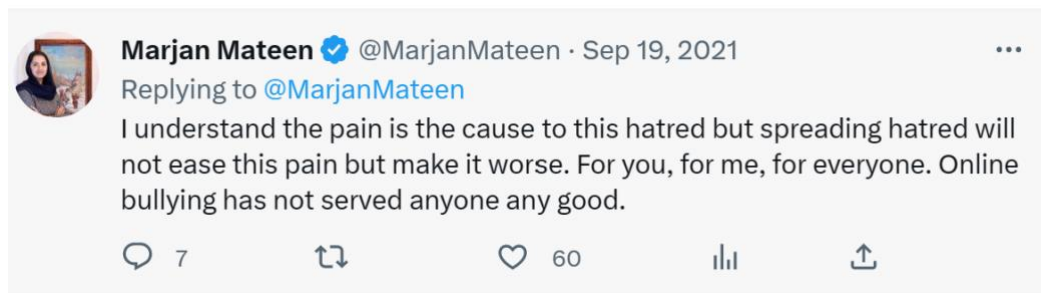 Marjan Mateen @MarjanMateen · Sep 19, 2021
Replying to @MarjanMateen
I understand the pain is the cause to this hatred but spreading hatred will
not ease this pain but make it worse. For you, for me, for everyone. Online
bullying has not served anyone any good.
7 60